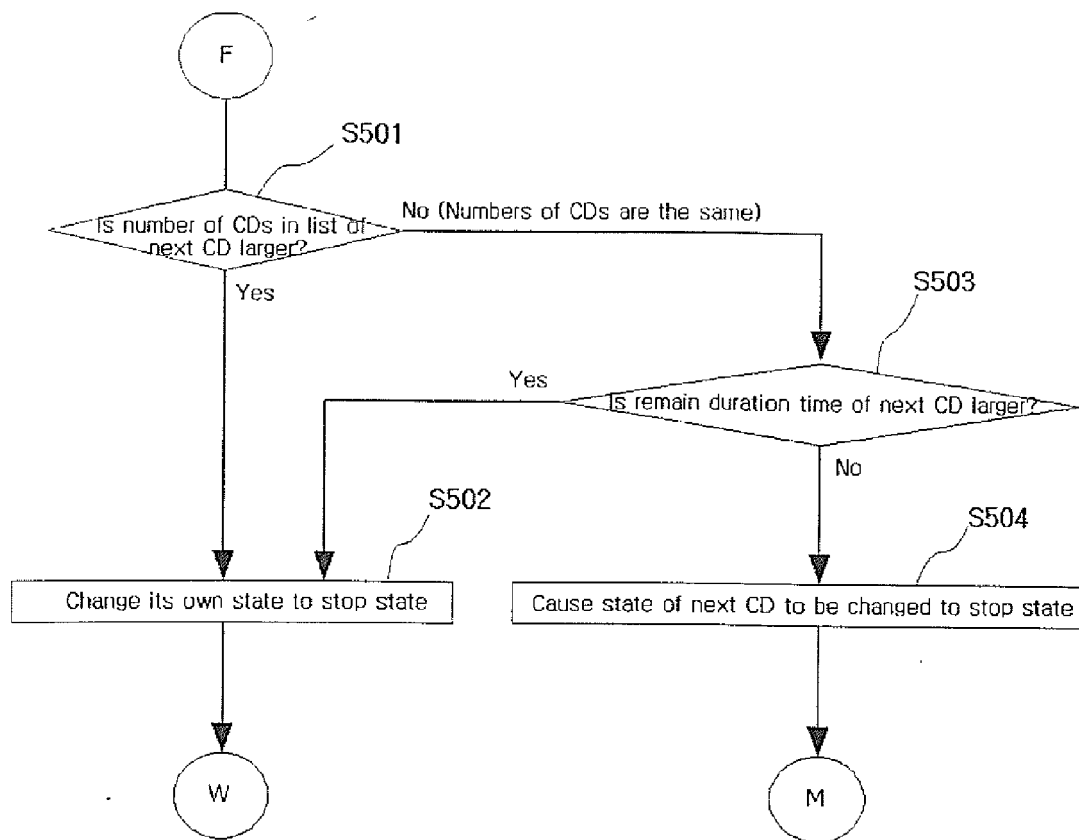 F
S501
Is number of CDs in list of
next CD larger?
No (Numbers of CDs are the same)
Yes
S503
Yes
Is remain duration time of next CD larger?
No
S502
S504
Change its own state to stop state
Cause state of next CD to be changed to stop state
W
M